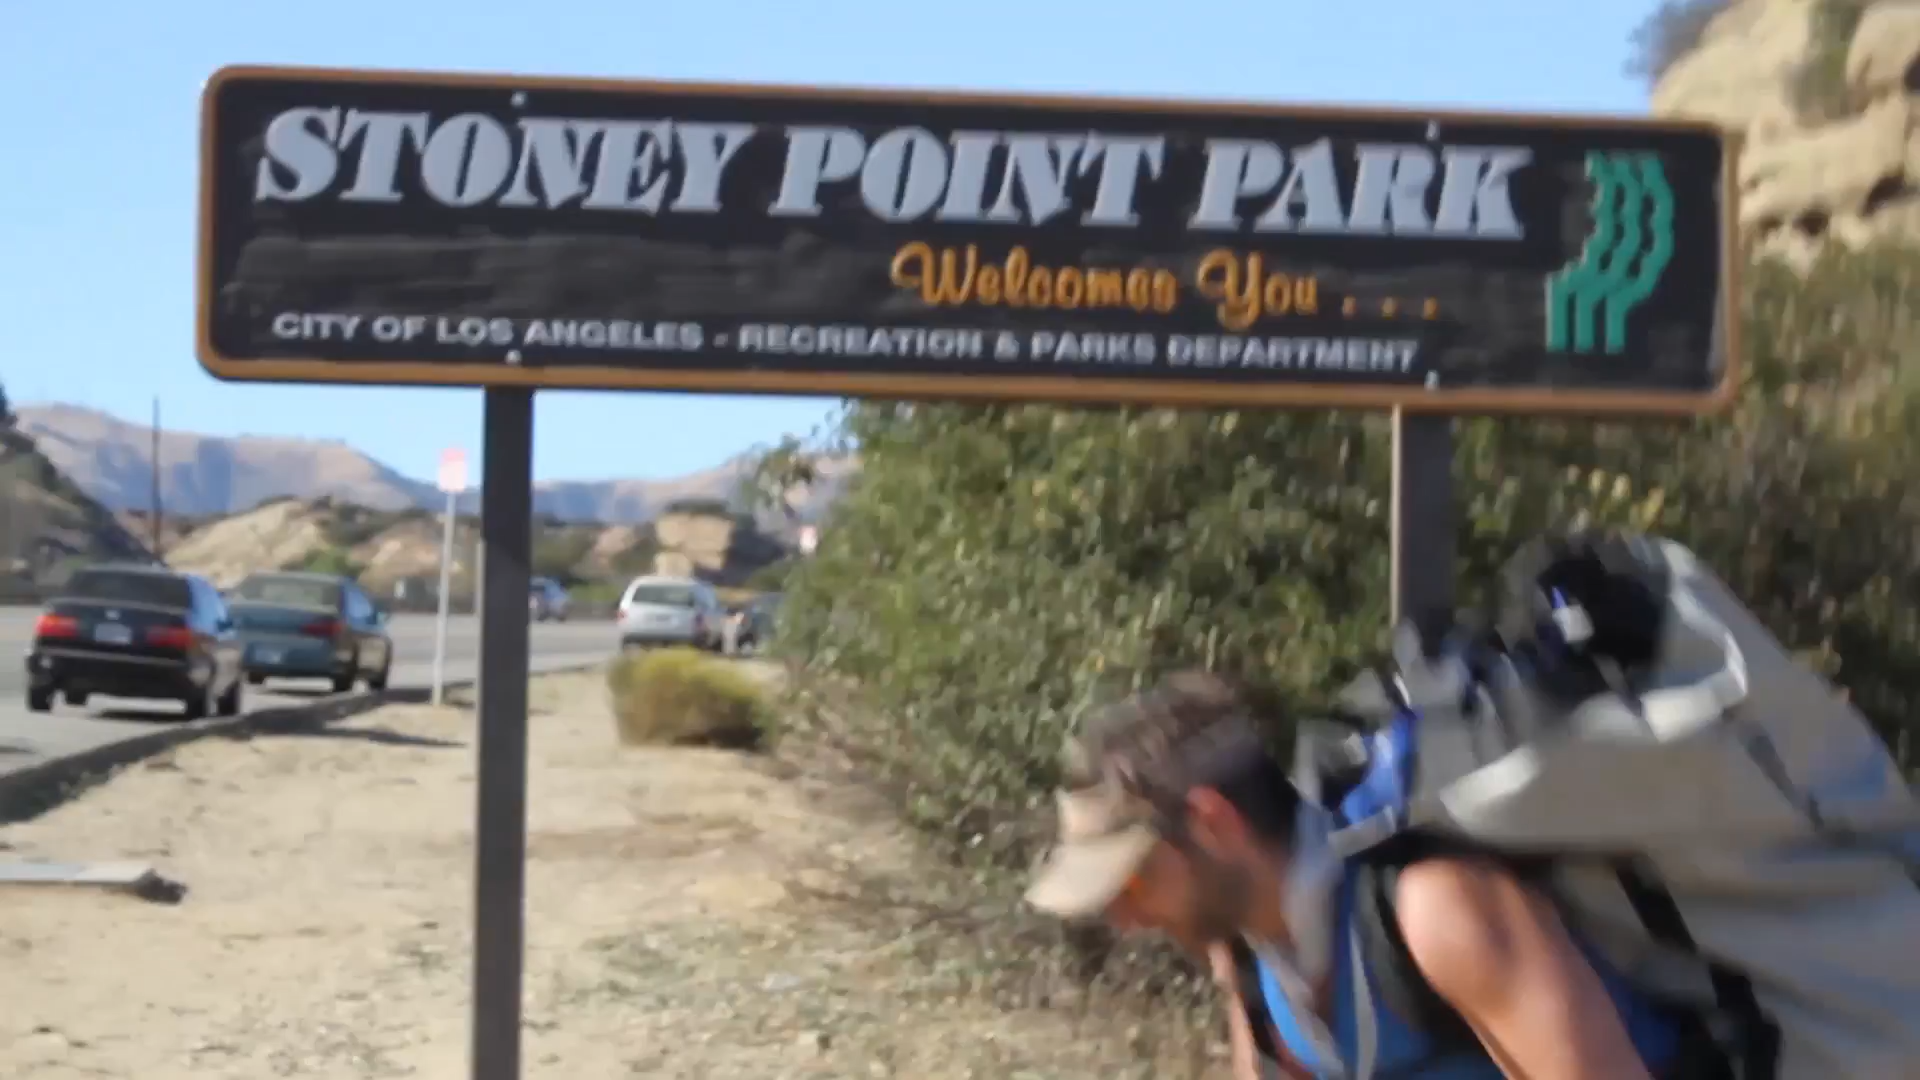 STONEY POINT PARK
Welcomes You . . .
CITY OF LOS ANGELES - RECREATION & PARKS DEPARTMENT